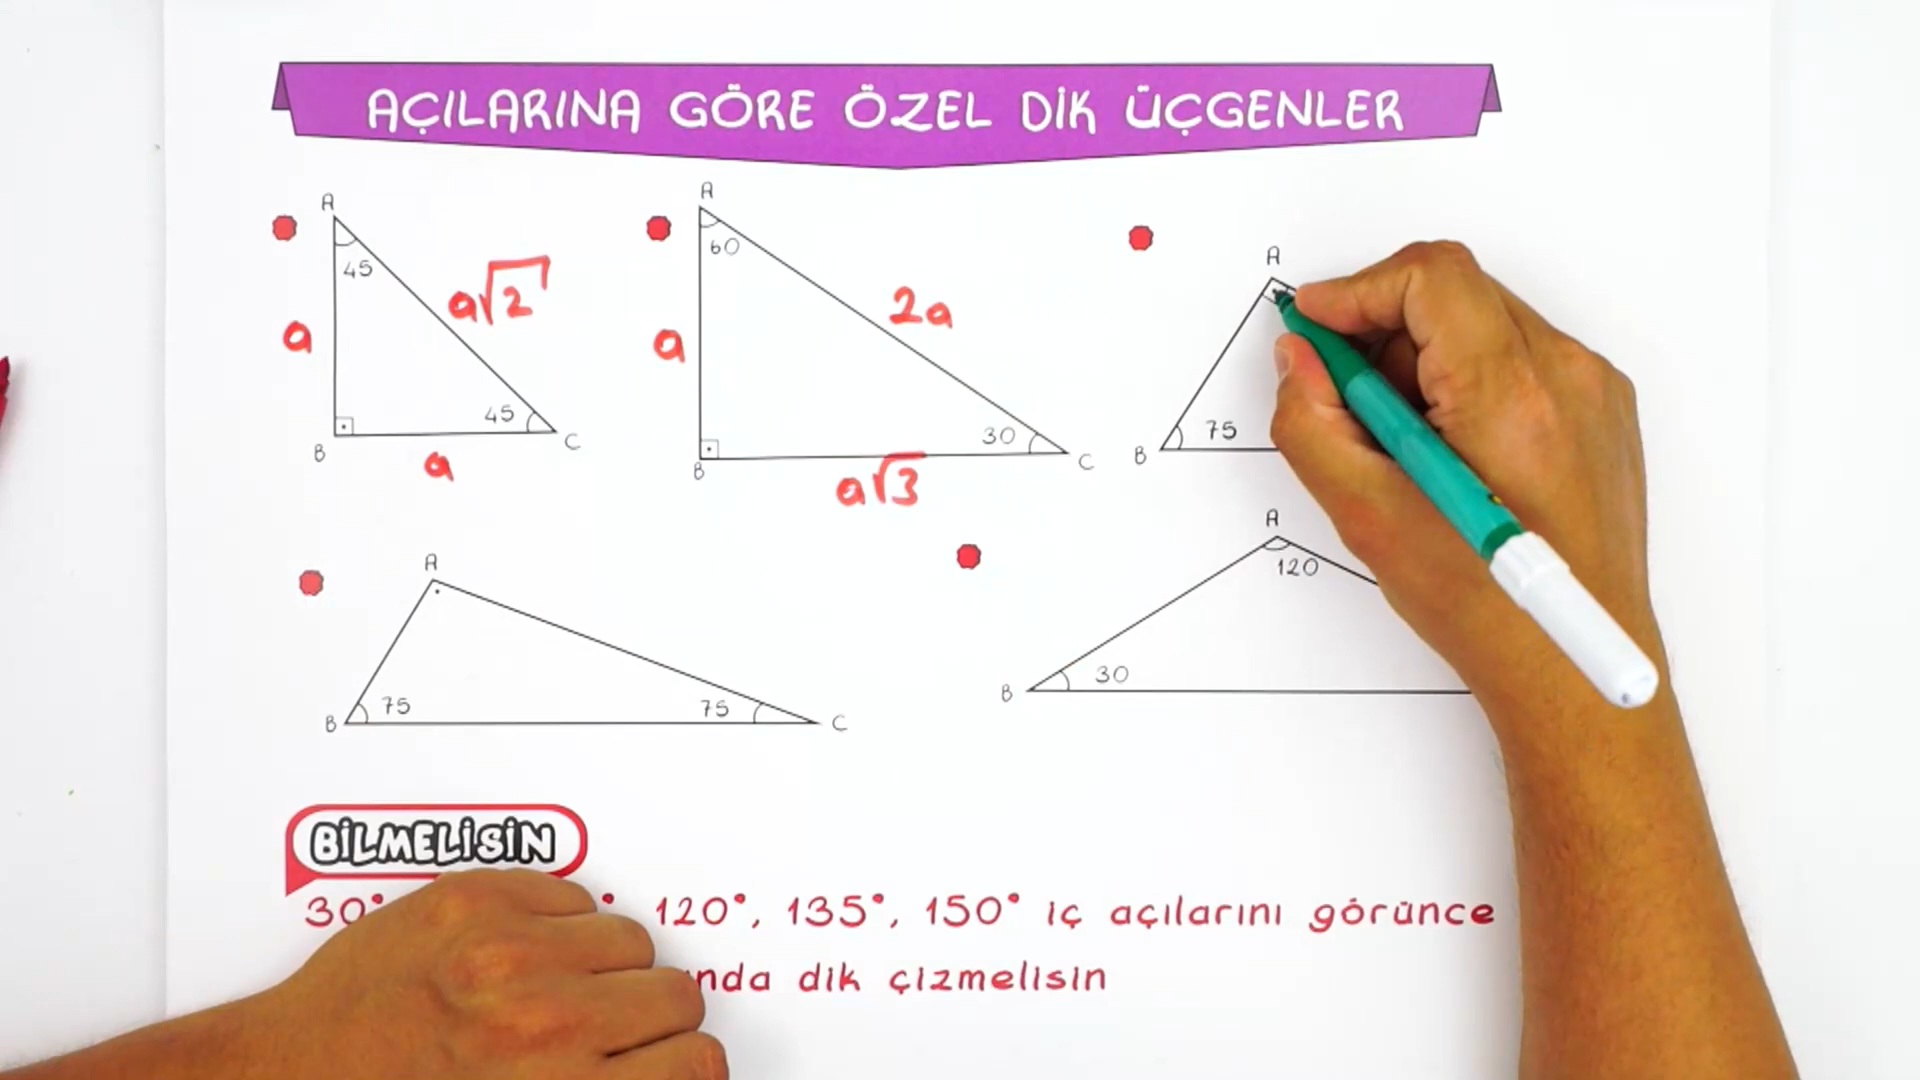 AÇILARINA GÖRE ÖZEL DİK ÜÇGENLER
A
45
a
a√2
45
B
C
a
A
60
a
2a
30
B
C
a√3
A
75
B
A
75
75
B
C
A
120
30
B
BİLMELİSİN
30° 120°, 135°, 150° iç açılarını görünce
dik çizmelisin